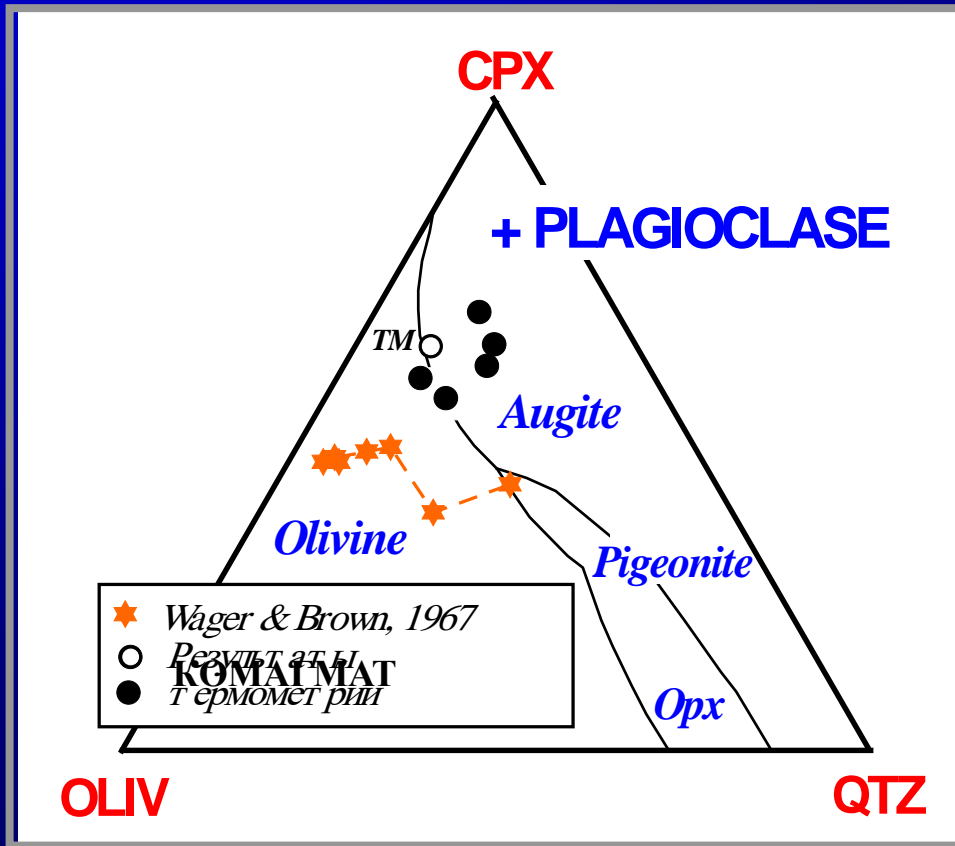 CPX
+ PLAGIOCLASE
TM
Augite
Olivine
Pigeonite
Wager & Brown, 1967
Результаты
КОМАГМАТ
термометрии
Opx
OLIV
QTZ